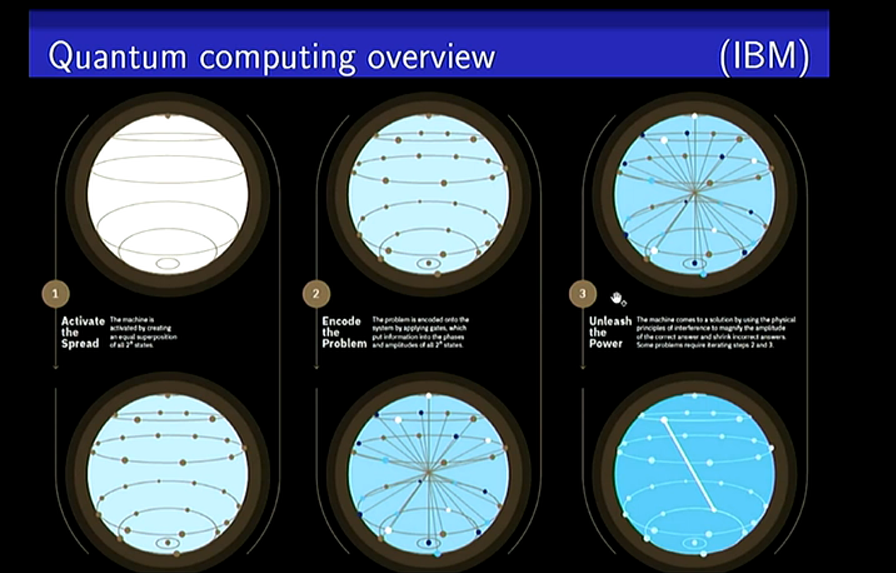 Quantum computing overview (IBM)
1
Activate
the
Spread
The machine is
activated by creating
an equal superposition
of all 2ⁿ states.
2
Encode
the
Problem
The problem is encoded onto the
system by applying gates, which
put information into the phases
and amplitudes of all 2ⁿ states.
3
Unleash
the
Power
The machine comes to a solution by using the physical
principles of interference to magnify the amplitude
of the correct answer and shrink incorrect answers.
Some problems require iterating steps 2 and 3.